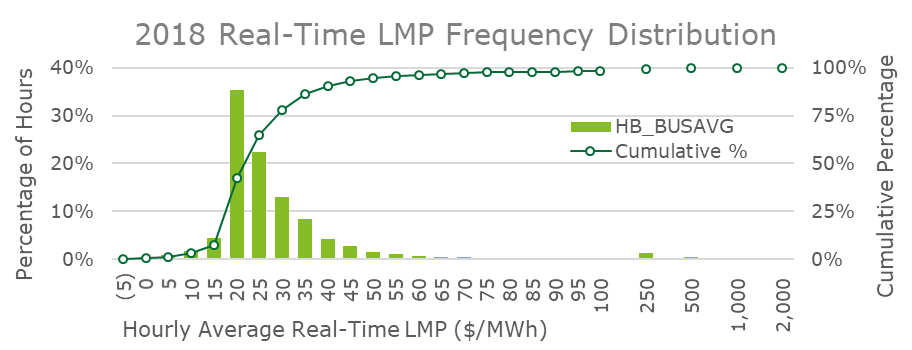 2018 Real-Time LMP Frequency Distribution
Percentage of Hours
40%
30%
20%
10%
0%
HB_BUSAVG
Cumulative %
100%
75%
50%
25%
0%
Cumulative Percentage
(5) 0 5 10 15 20 25 30 35 40 45 50 55 60 65 70 75 80 85 90 95 100 250 500 1,000 2,000
Hourly Average Real-Time LMP ($/MWh)